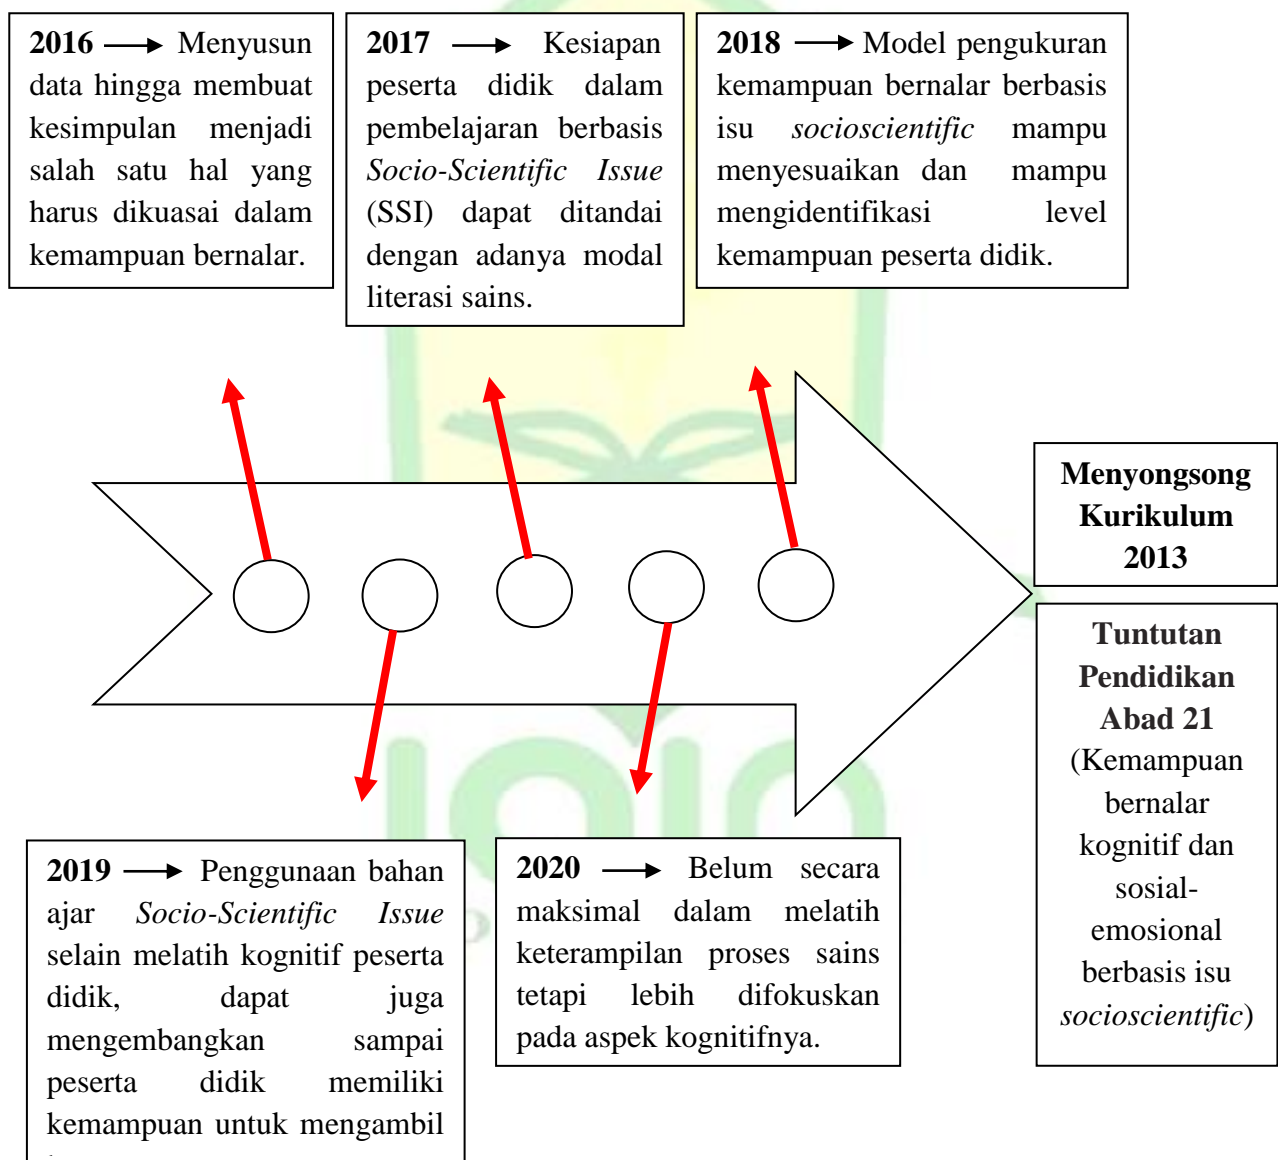 2016 → Menyusun
data hingga membuat
kesimpulan menjadi
salah satu hal yang
harus dikuasai dalam
kemampuan bernalar.
2017 → Kesiapan
peserta didik dalam
pembelajaran berbasis
Socio-Scientific Issue
(SSI) dapat ditandai
dengan adanya modal
literasi sains.
2018 → Model pengukuran
kemampuan bernalar berbasis
isu socioscientific mampu
menyesuaikan dan mampu
mengidentifikasi level
kemampuan peserta didik.
Menyongsong
Kurikulum
2013
Tuntutan
Pendidikan
Abad 21
(Kemampuan
bernalar
kognitif dan
sosial-
emosional
berbasis isu
socioscientific)
2019 → Penggunaan bahan
ajar Socio-Scientific Issue
selain melatih kognitif peserta
didik, dapat juga
mengembangkan sampai
peserta didik memiliki
kemampuan untuk mengambil
2020 → Belum secara
maksimal dalam melatih
keterampilan proses sains
tetapi lebih difokuskan
pada aspek kognitifnya.